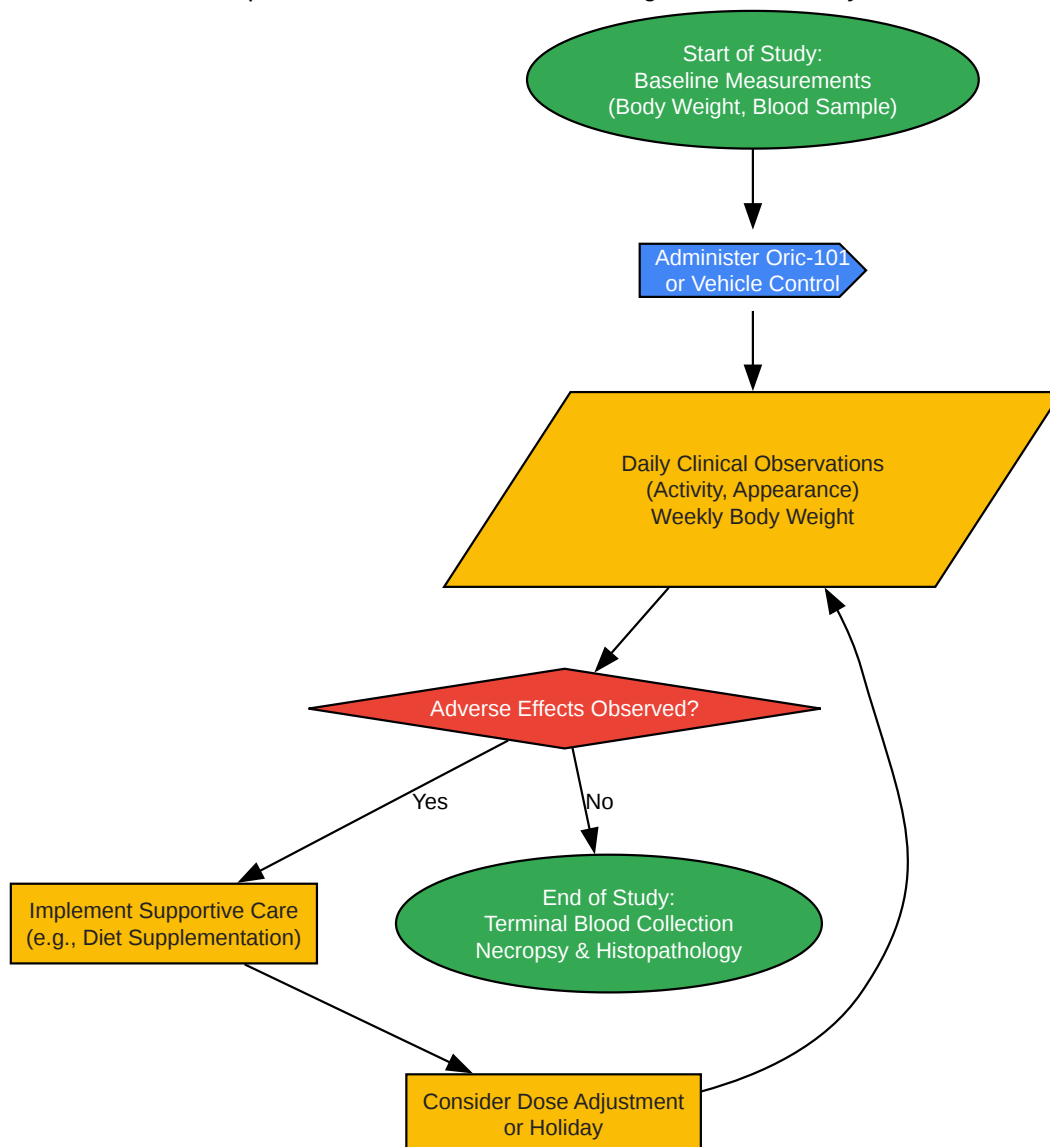 Start of Study:
Baseline Measurements
(Body Weight, Blood Sample)
Administer Oric-101
or Vehicle Control
Daily Clinical Observations
(Activity, Appearance)
Weekly Body Weight
Adverse Effects Observed?
Yes
No
Implement Supportive Care
(e.g., Diet Supplementation)
End of Study:
Terminal Blood Collection
Necropsy & Histopathology
Consider Dose Adjustment
or Holiday